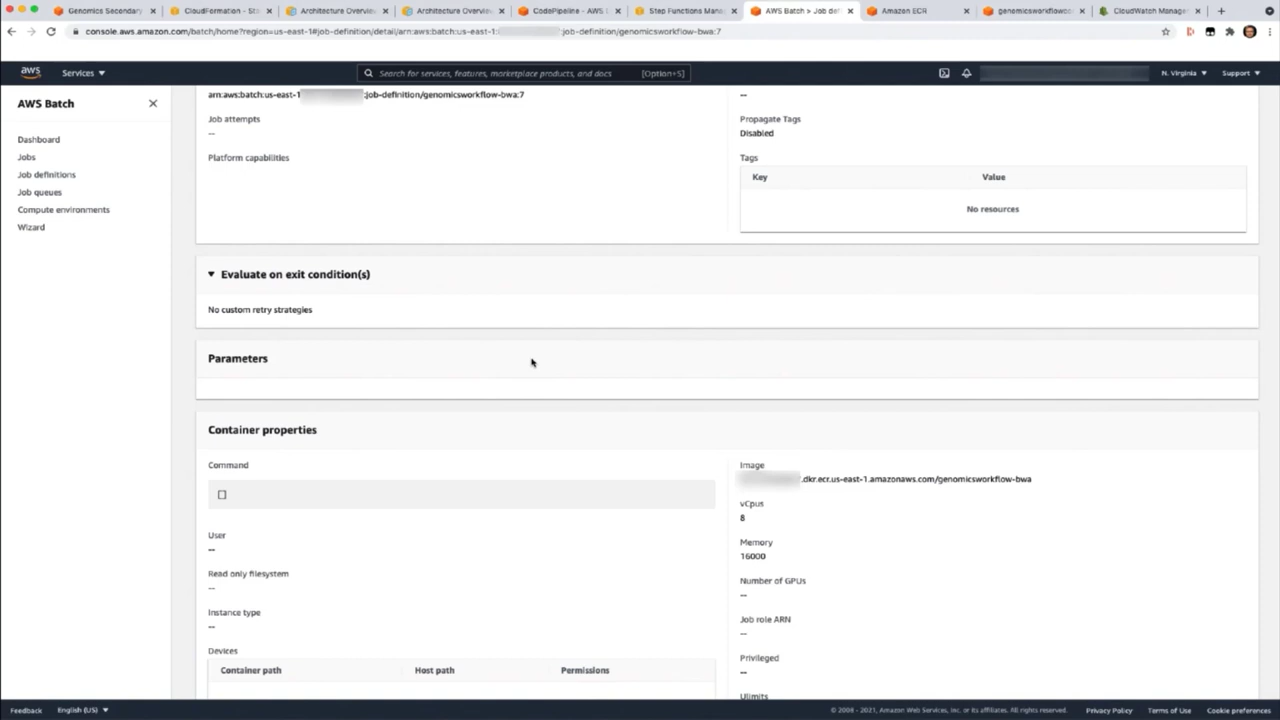 Genomics Secondary
CloudFormation - Sta
Architecture Overview
Architecture Overview
CodePipeline - AWS
Step Functions Mana
AWS Batch > Job def
Amazon ECR
genomicsworkflowbc
CloudWatch Manage
console.aws.amazon.com/batch/home?region=us-east-1#job-definition/detail/arn:aws:batch:us-east-1: :job-definition/genomicsworkflow-bwa:7
aws
Services
Search for services, features, marketplace products, and docs [Option+S]
N. Virginia
Support
AWS Batch
Dashboard
Jobs
Job definitions
Job queues
Compute environments
Wizard
arn:aws:batch:us-east-1 :job-definition/genomicsworkflow-bwa:7
Job attempts
--
Platform capabilities
--
Propagate Tags
Disabled
Tags
Key Value
No resources
Evaluate on exit condition(s)
No custom retry strategies
Parameters
Container properties
Command
[]
User
--
Read only filesystem
--
Instance type
--
Devices
Container path Host path Permissions
Image
.dkr.ecr.us-east-1.amazonaws.com/genomicsworkflow-bwa
vCpus
8
Memory
16000
Number of GPUs
--
Job role ARN
--
Privileged
--
Ulimits
Feedback English (US)
© 2008 - 2021, Amazon Web Services, Inc. or its affiliates. All rights reserved. Privacy Policy Terms of Use Cookie preferences